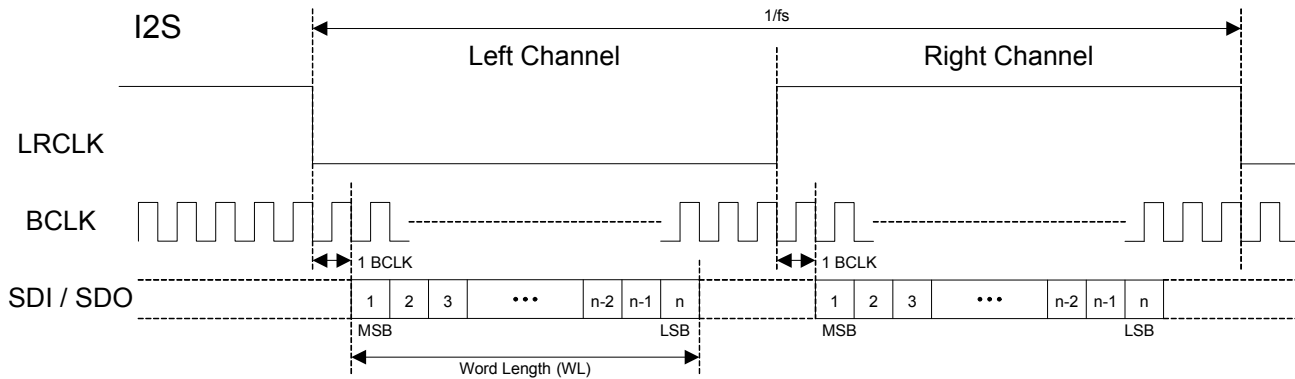 I2S
1/fs
Left Channel
Right Channel
LRCLK
BCLK
1 BCLK
1 BCLK
SDI / SDO
1 2 3 ••• n-2 n-1 n
1 2 3 ••• n-2 n-1 n
MSB
LSB
MSB
LSB
Word Length (WL)